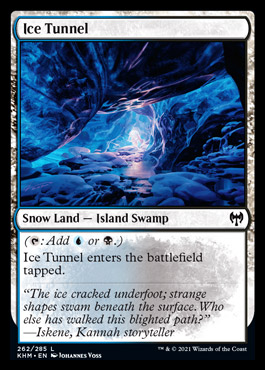 Ice Tunnel
Snow Land — Island Swamp
(: Add or .)
Ice Tunnel enters the battlefield
tapped.
"The ice cracked underfoot; strange
shapes swam beneath the surface. Who
else has walked this blighted path?"
—Iskene, Kannah storyteller
262/285 L
KHM • EN Johannes Voss
™ & © 2021 Wizards of the Coast